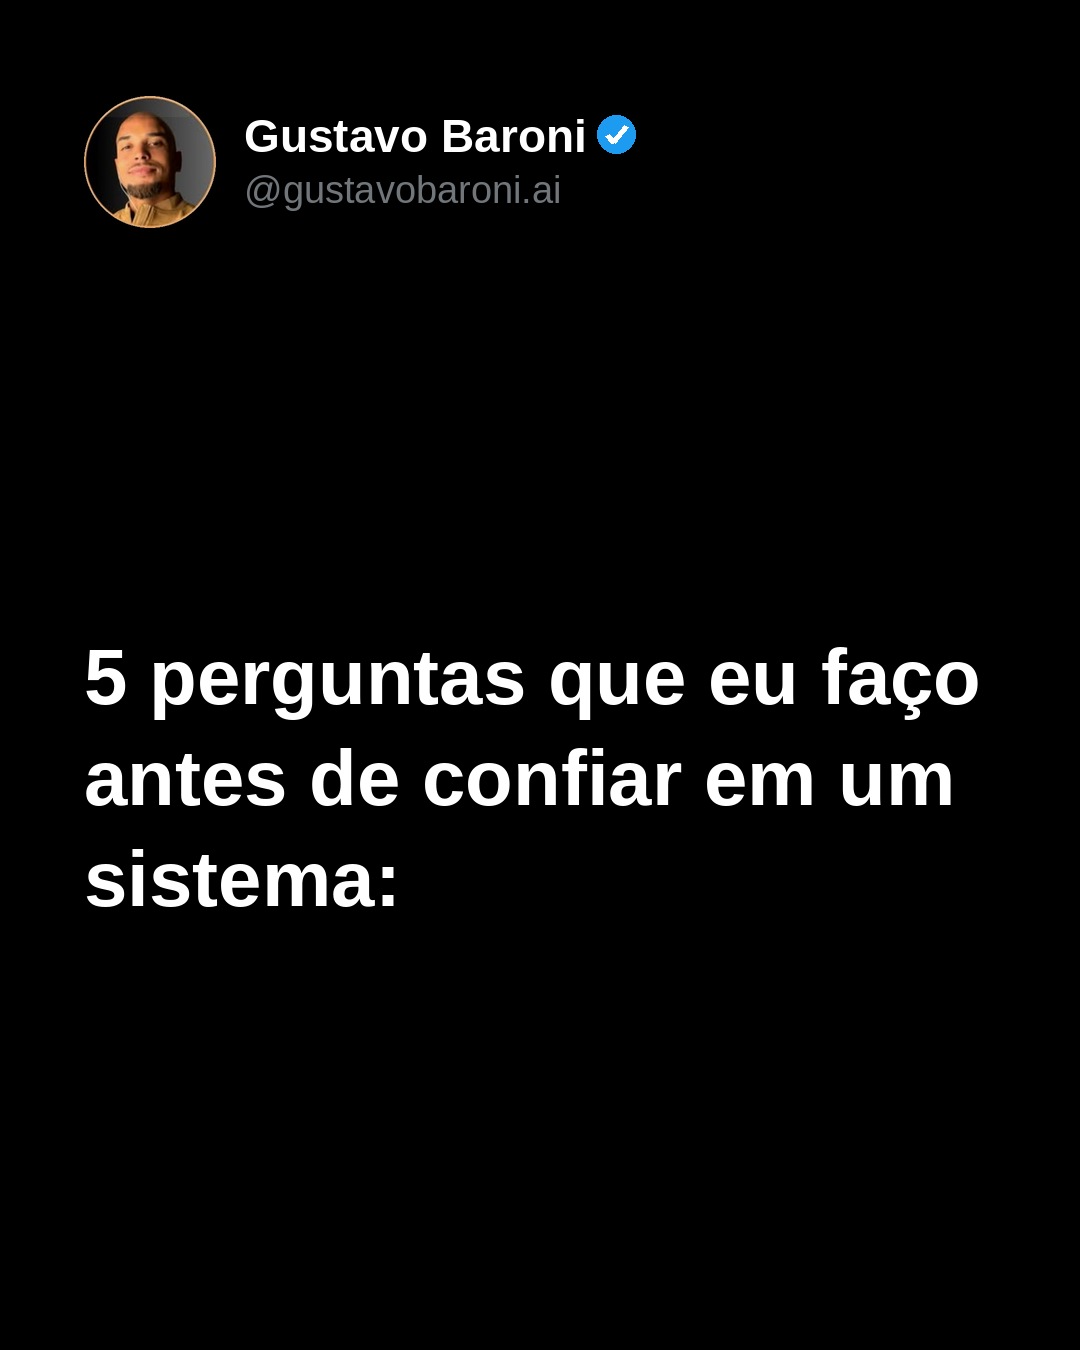 Gustavo Baroni
@gustavobaroni.ai
5 perguntas que eu faço
antes de confiar em um
sistema: